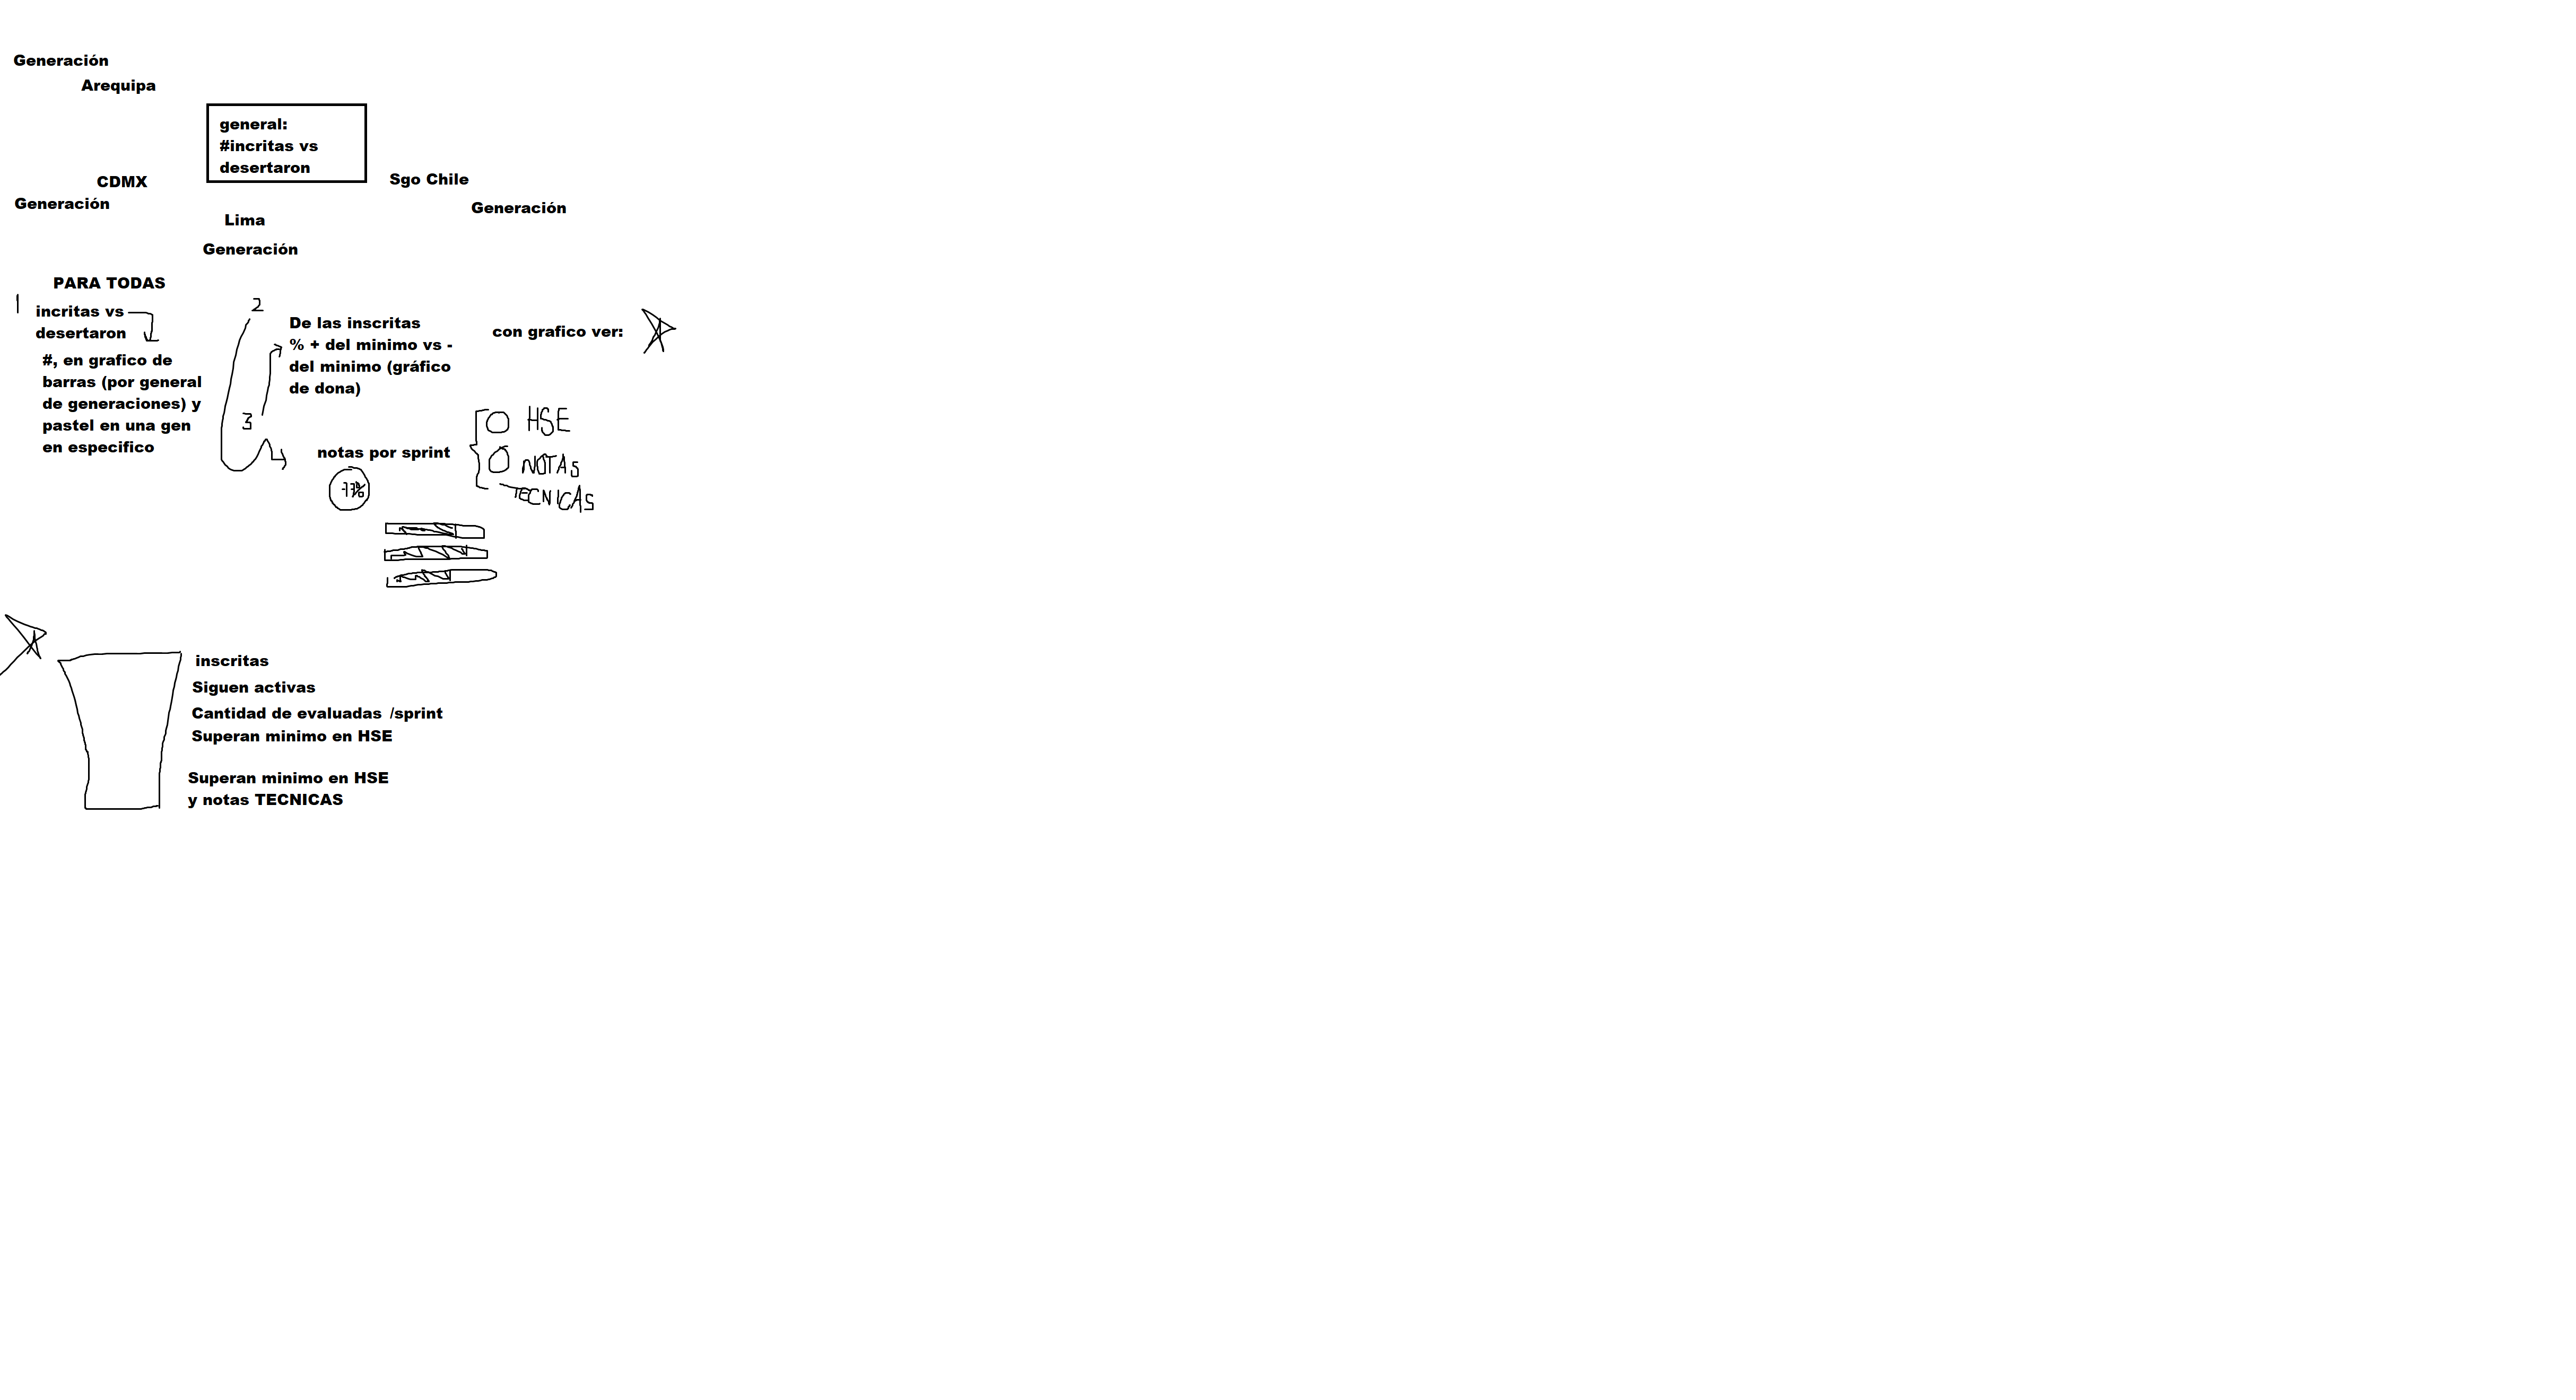 Generación
Arequipa
general:
#incritas vs
desertaron
CDMX
Generación
Sgo Chile
Generación
Lima
Generación
PARA TODAS
1
incritas vs
desertaron
#, en grafico de
barras (por general
de generaciones) y
pastel en una gen
en especifico
2
De las inscritas
% + del minimo vs -
del minimo (gráfico
de dona)
con grafico ver:
3
notas por sprint
HSE
NOTAS
TECNICAS
inscritas
Siguen activas
Cantidad de evaluadas /sprint
Superan minimo en HSE
Superan minimo en HSE
y notas TECNICAS